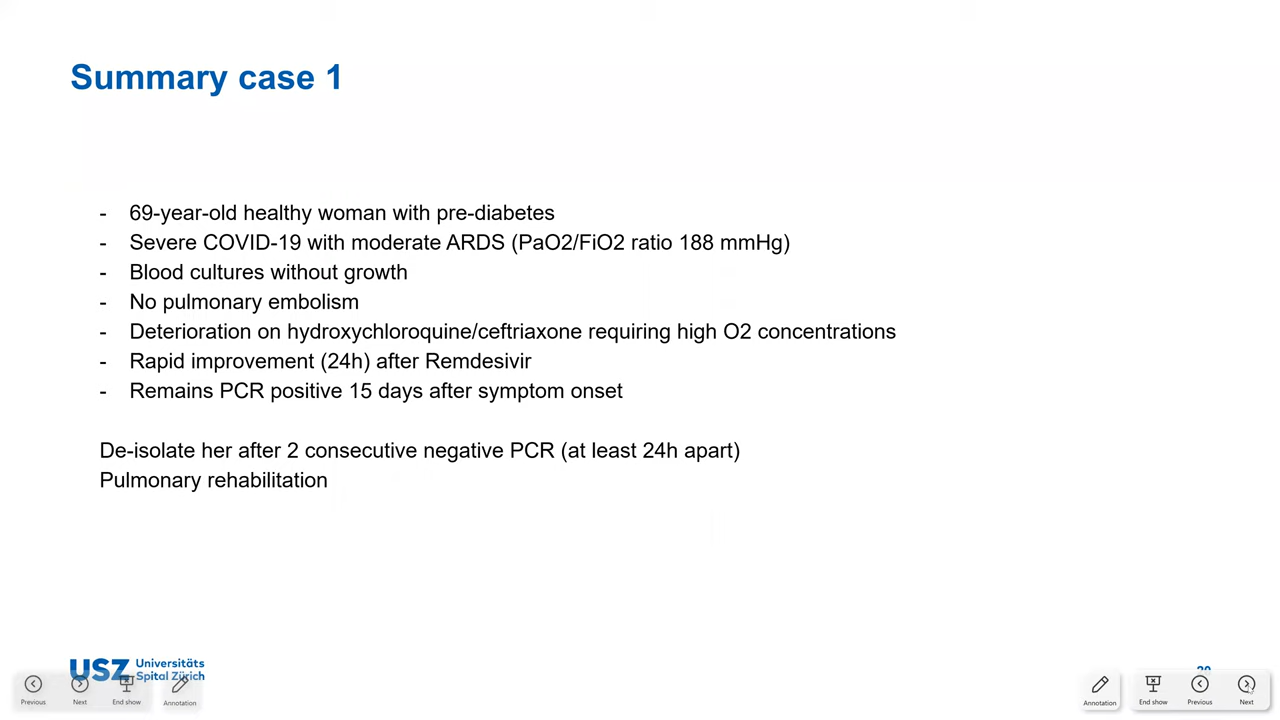 Summary case 1
- 69-year-old healthy woman with pre-diabetes
- Severe COVID-19 with moderate ARDS (PaO2/FiO2 ratio 188 mmHg)
- Blood cultures without growth
- No pulmonary embolism
- Deterioration on hydroxychloroquine/ceftriaxone requiring high O2 concentrations
- Rapid improvement (24h) after Remdesivir
- Remains PCR positive 15 days after symptom onset
De-isolate her after 2 consecutive negative PCR (at least 24h apart)
Pulmonary rehabilitation
USZ Universitäts
Spital Zürich
Previous Next End show Annotation
Annotation End show Previous Next